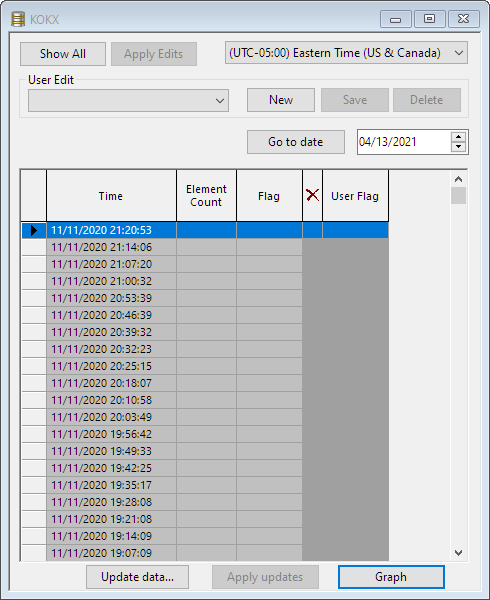 KOKX
Show All
Apply Edits
(UTC-05:00) Eastern Time (US & Canada)
User Edit
New
Save
Delete
Go to date
04/13/2021
Time
Element
Count
Flag
User Flag
11/11/2020 21:20:53
11/11/2020 21:14:06
11/11/2020 21:07:20
11/11/2020 21:00:32
11/11/2020 20:53:39
11/11/2020 20:46:39
11/11/2020 20:39:32
11/11/2020 20:32:23
11/11/2020 20:25:15
11/11/2020 20:18:07
11/11/2020 20:10:58
11/11/2020 20:03:49
11/11/2020 19:56:42
11/11/2020 19:49:33
11/11/2020 19:42:25
11/11/2020 19:35:17
11/11/2020 19:28:08
11/11/2020 19:21:08
11/11/2020 19:14:09
11/11/2020 19:07:09
Update data...
Apply updates
Graph